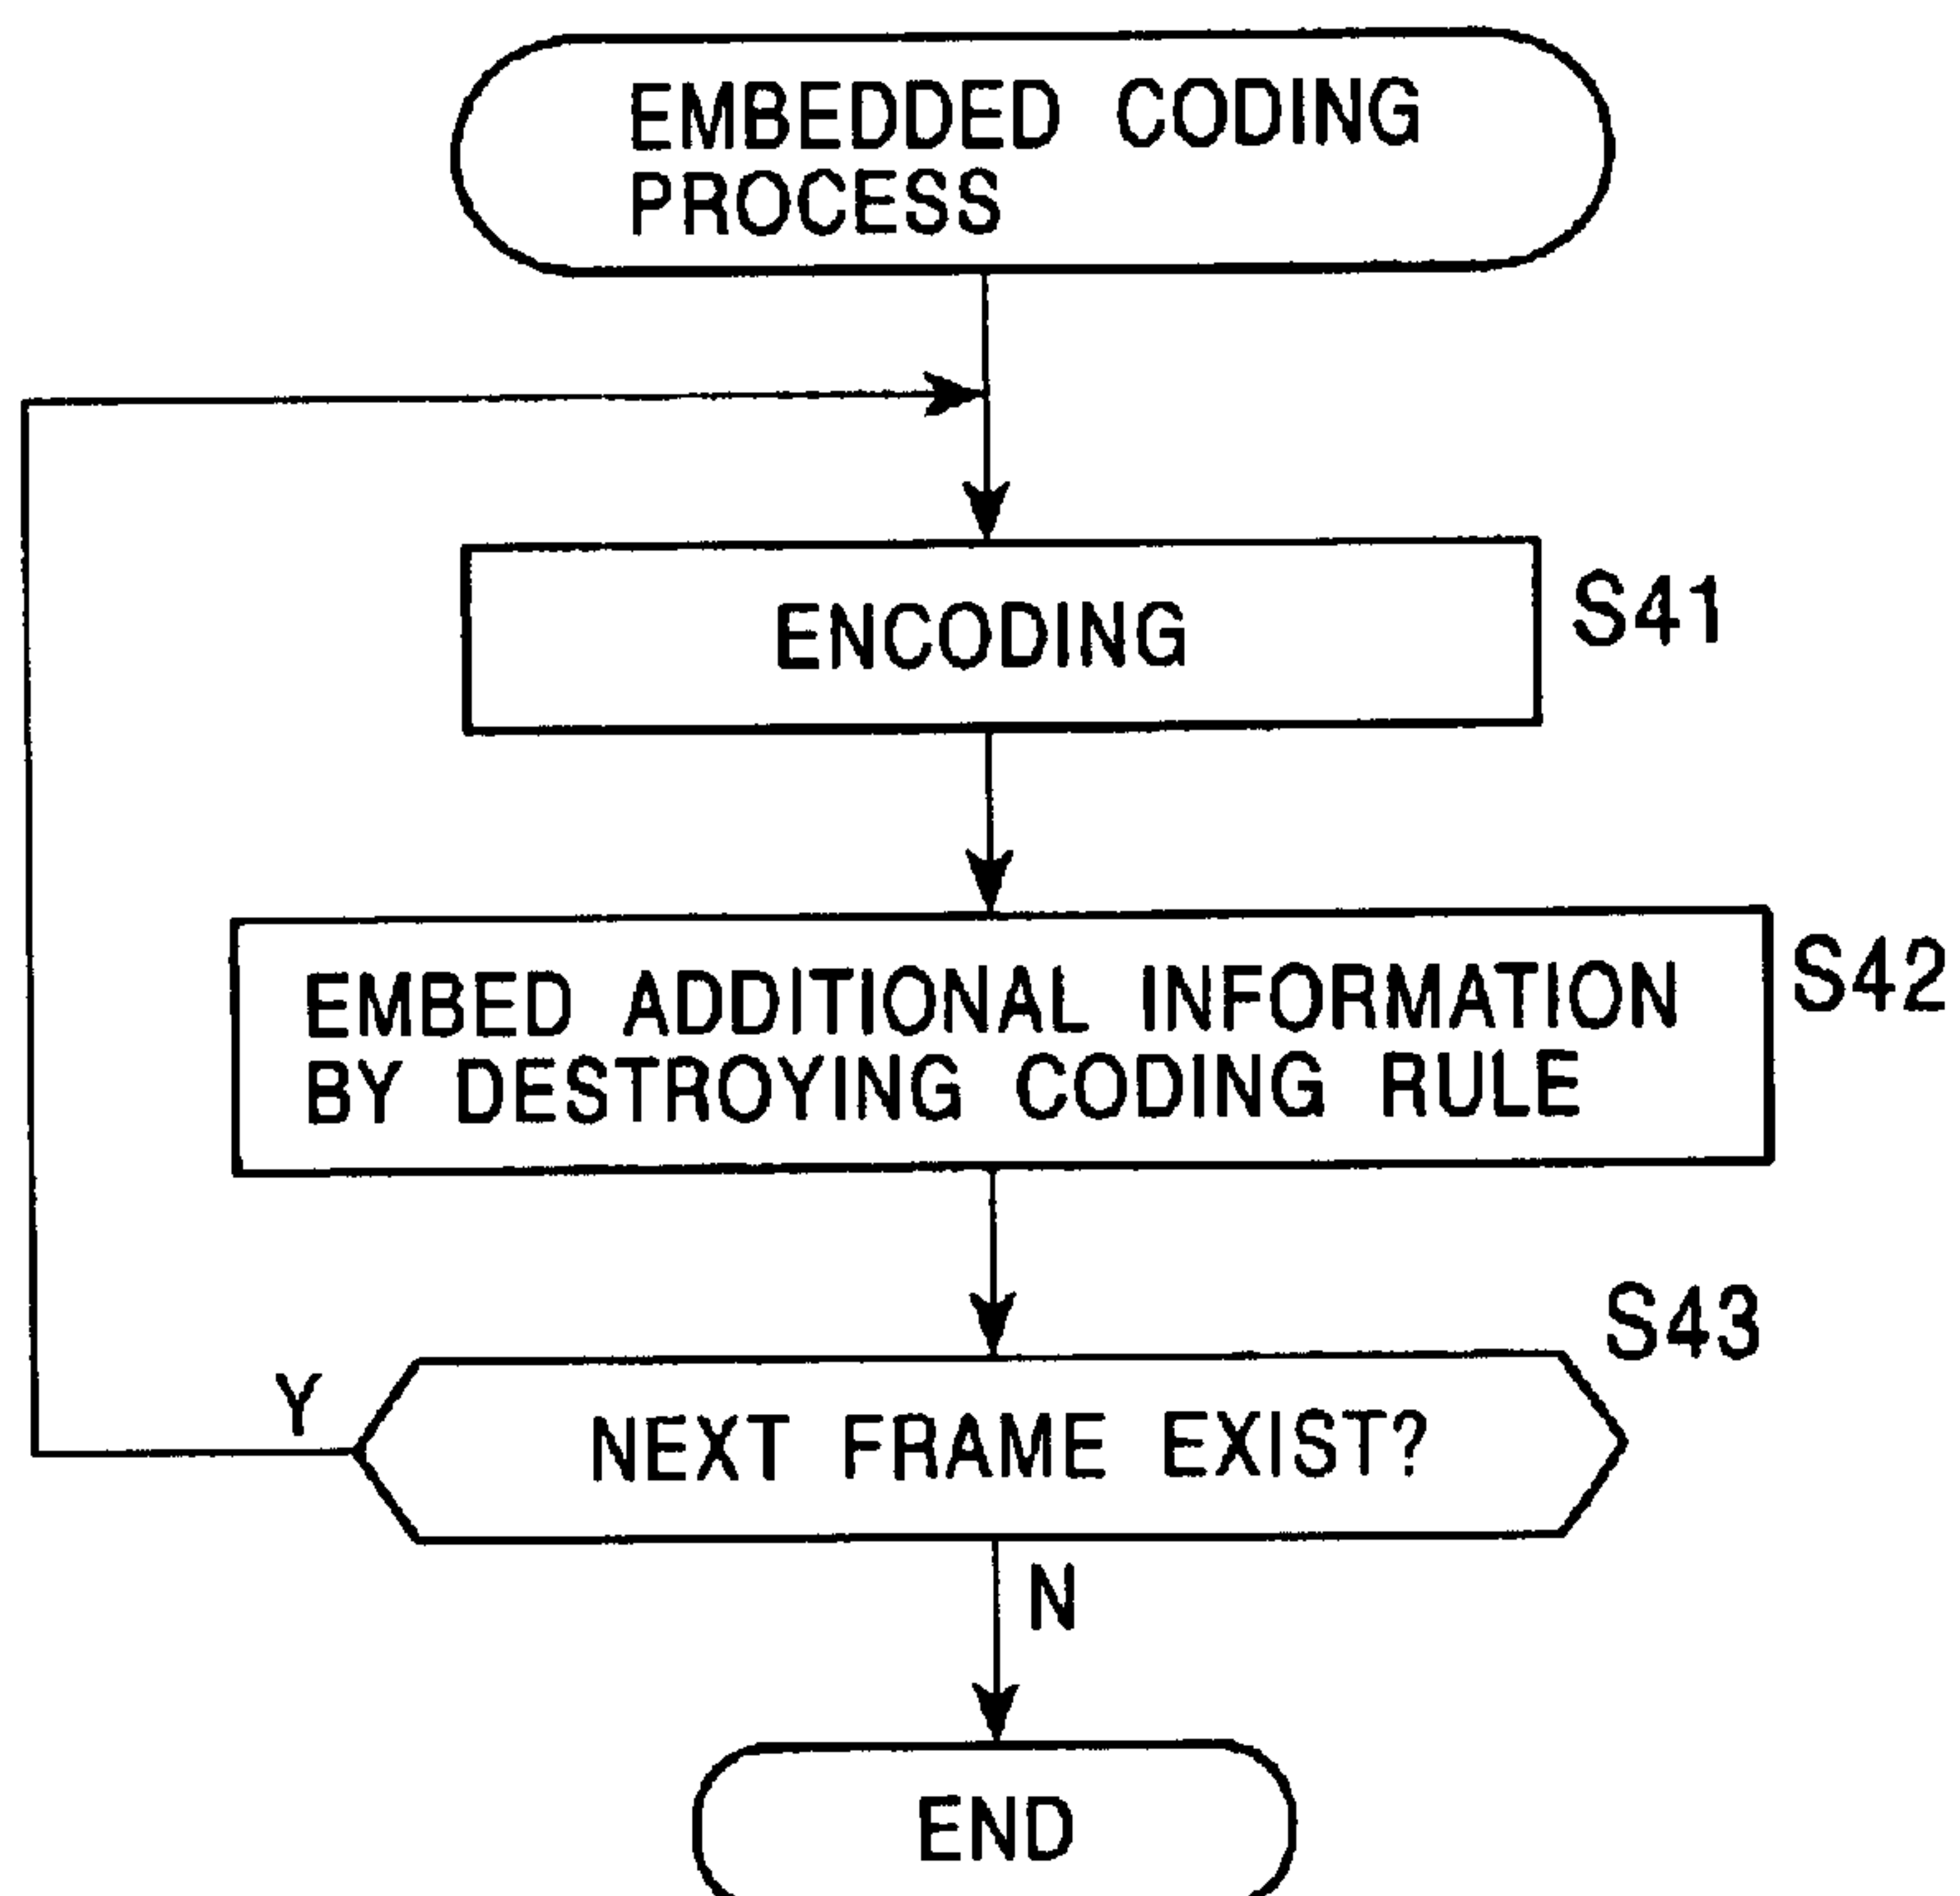 EMBEDDED CODING
PROCESS
ENCODING
S41
EMBED ADDITIONAL INFORMATION
BY DESTROYING CODING RULE
S42
S43
Y
NEXT FRAME EXIST?
N
END